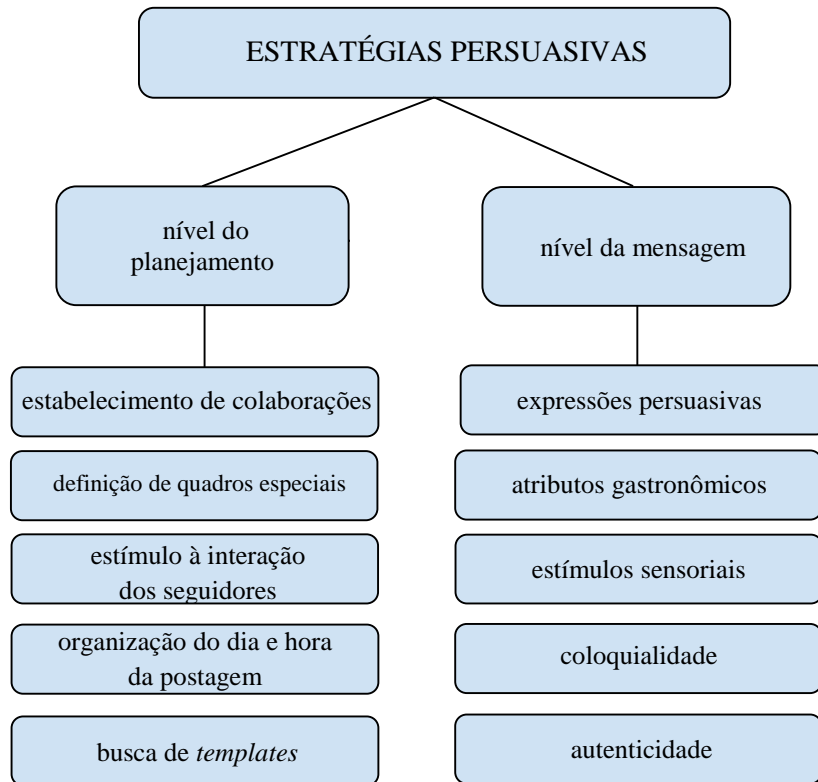 ESTRATÉGIAS PERSUASIVAS
nível do
planejamento
nível da mensagem
estabelecimento de colaborações
definição de quadros especiais
estímulo à interação
dos seguidores
organização do dia e hora
da postagem
busca de templates
expressões persuasivas
atributos gastronômicos
estímulos sensoriais
coloquialidade
autenticidade